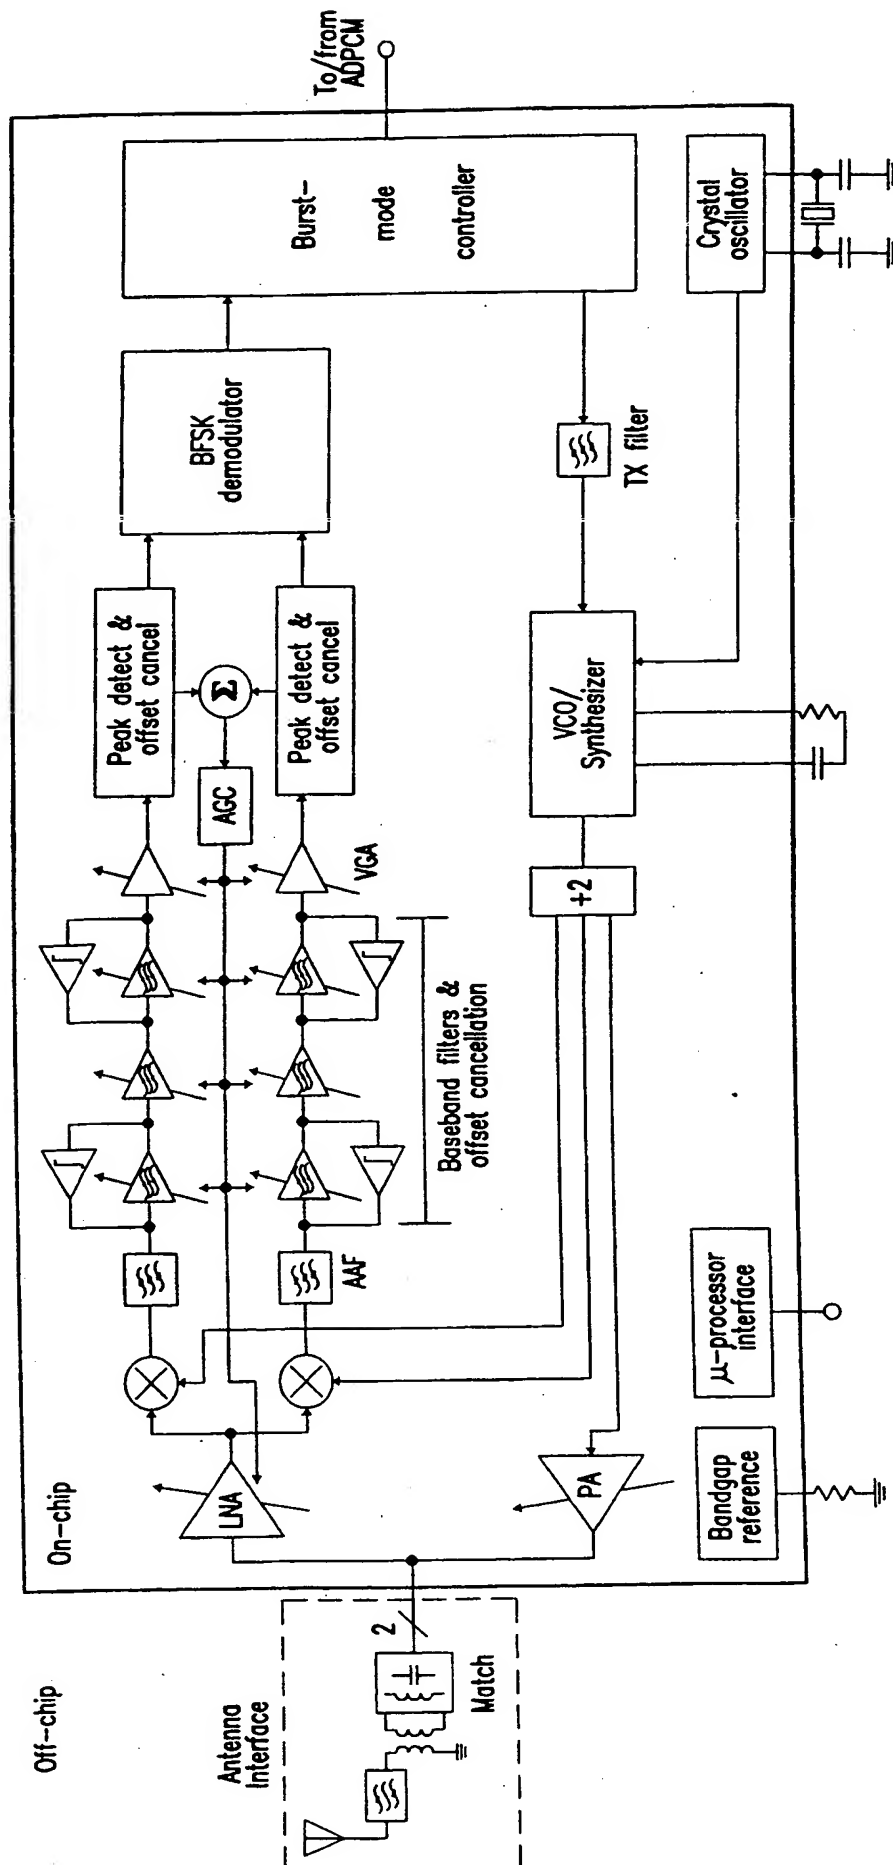 Off-chip
On-chip
Antenna
Interface
Match
2
LNA
PA
AAF
Baseband filters &
offset cancellation
VGA
AGC
Peak detect &
offset cancel
Σ
Peak detect &
offset cancel
BFSK
demodulator
Burst-
mode
controller
To/from
ADPCM
+2
VCO/
Synthesizer
TX filter
Crystal
oscillator
Bandgap
reference
μ-processor
interface